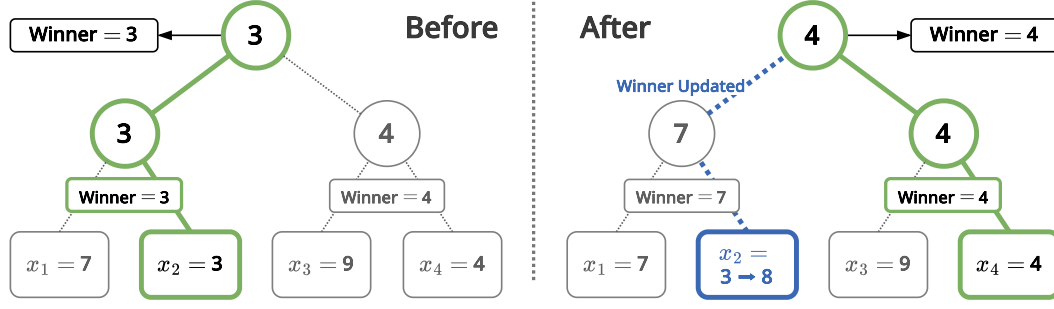 Before
Winner = 3
3
3
4
Winner = 3
Winner = 4
x₁ = 7
x₂ = 3
x₃ = 9
x₄ = 4
After
4
Winner = 4
Winner Updated
7
4
Winner = 7
Winner = 4
x₁ = 7
x₂ =
3 ➡ 8
x₃ = 9
x₄ = 4